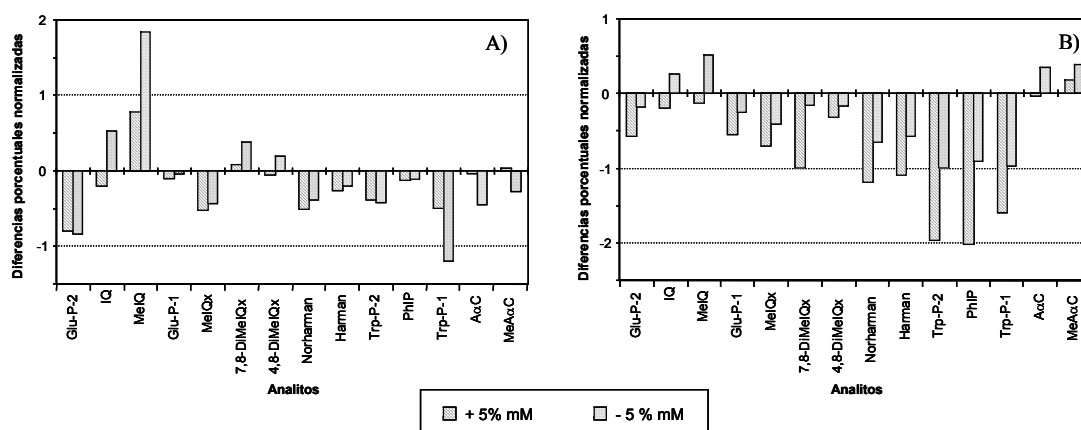 A)
Diferencias porcentuales normalizadas
2
1
0
-1
Glu-P-2
IQ
MeIQ
Glu-P-1
MeIQx
7,8-DiMeIQx
4,8-DiMeIQx
Norharman
Harman
Trp-P-2
PhIP
Trp-P-1
AαC
MeAαC
Analitos
B)
Diferencias porcentuales normalizadas
1
0
-1
-2
Glu-P-2
IQ
MeIQ
Glu-P-1
MeIQx
7,8-DiMeIQx
4,8-DiMeIQx
Norharman
Harman
Trp-P-2
PhIP
Trp-P-1
AαC
MeAαC
Analitos
+ 5% mM
- 5 % mM